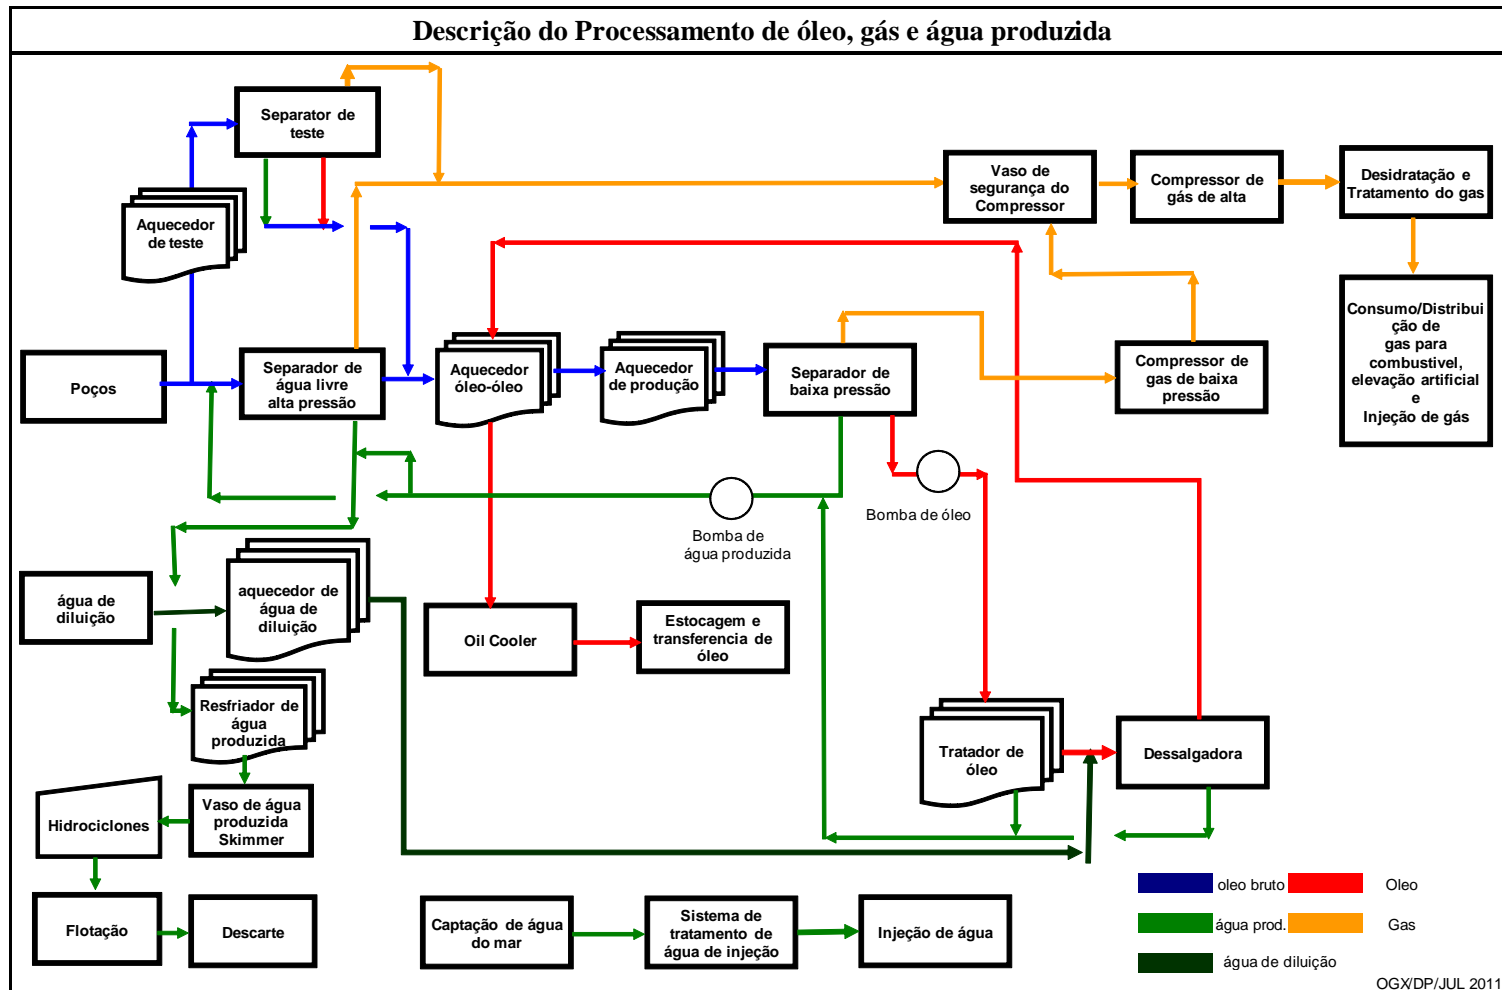 Descrição do Processamento de óleo, gás e água produzida
Separator de
teste
Vaso de
segurança do
Compressor
Compressor de
gás de alta
Desidratação e
Tratamento do gas
Aquecedor
de teste
Consumo/Distribui
ção de
gas para
combustivel,
elevação artificial
e
Injeção de gás
Poços
Separador de
água livre
alta pressão
Aquecedor
óleo-óleo
Aquecedor
de produção
Separador de
baixa pressão
Compressor de
gas de baixa
pressão
Bomba de
água produzida
Bomba de óleo
água de
diluição
aquecedor de
água de
diluição
Oil Cooler
Estocagem e
transferencia de
óleo
Resfriador de
água
produzida
Tratador de
óleo
Dessalgadora
Hidrociclones
Vaso de água
produzida
Skimmer
Flotação
Descarte
Captação de água
do mar
Sistema de
tratamento de
água de injeção
Injeção de água
oleo bruto
Oleo
água prod.
Gas
água de diluição
OGX/DP/JUL 2011